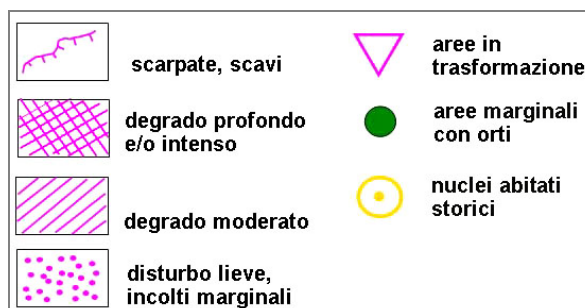 scarpate, scavi
degrado profondo
e/o intenso
degrado moderato
disturbo lieve,
incolti marginali
aree in
trasformazione
aree marginali
con orti
nuclei abitati
storici